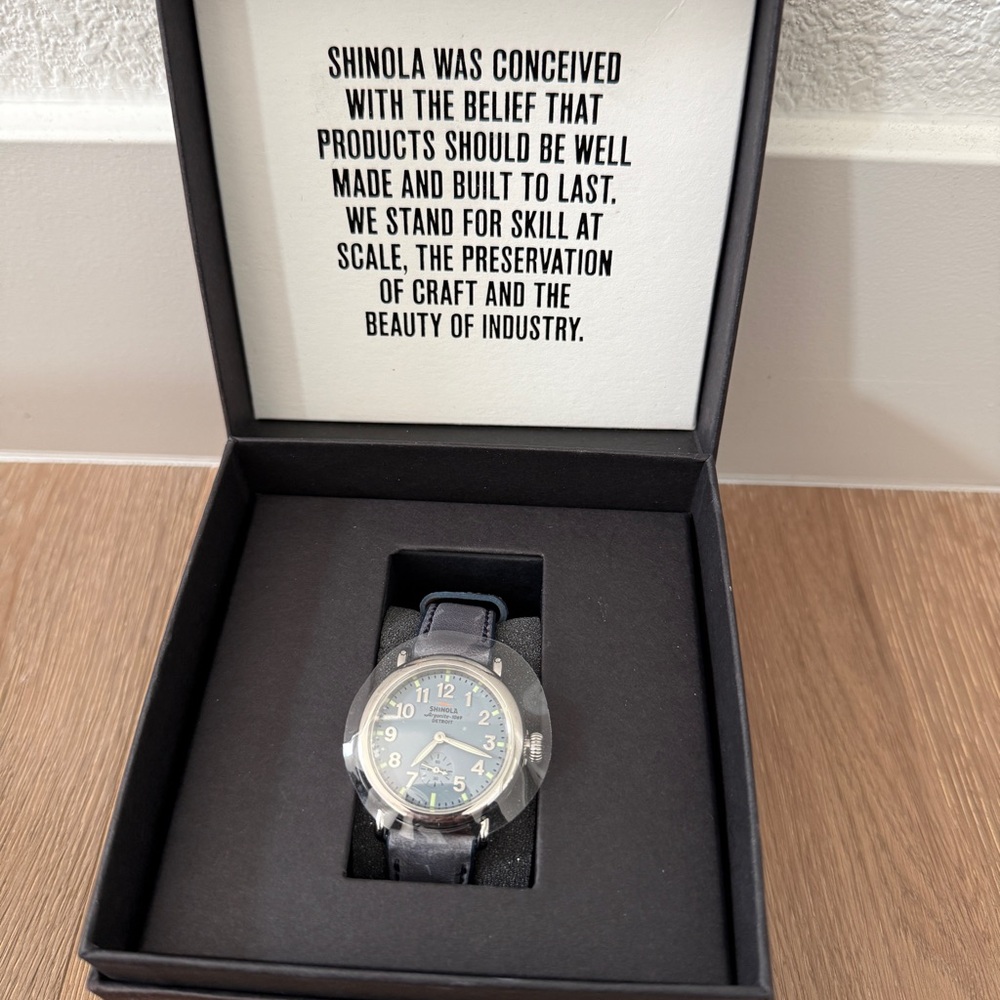 SHINOLA WAS CONCEIVED
WITH THE BELIEF THAT
PRODUCTS SHOULD BE WELL
MADE AND BUILT TO LAST.
WE STAND FOR SKILL AT
SCALE, THE PRESERVATION
OF CRAFT AND THE
BEAUTY OF INDUSTRY.
11 12 1
10 2
SHINOLA
Argonite-1069
DETROIT
9 3
8 4
7 5